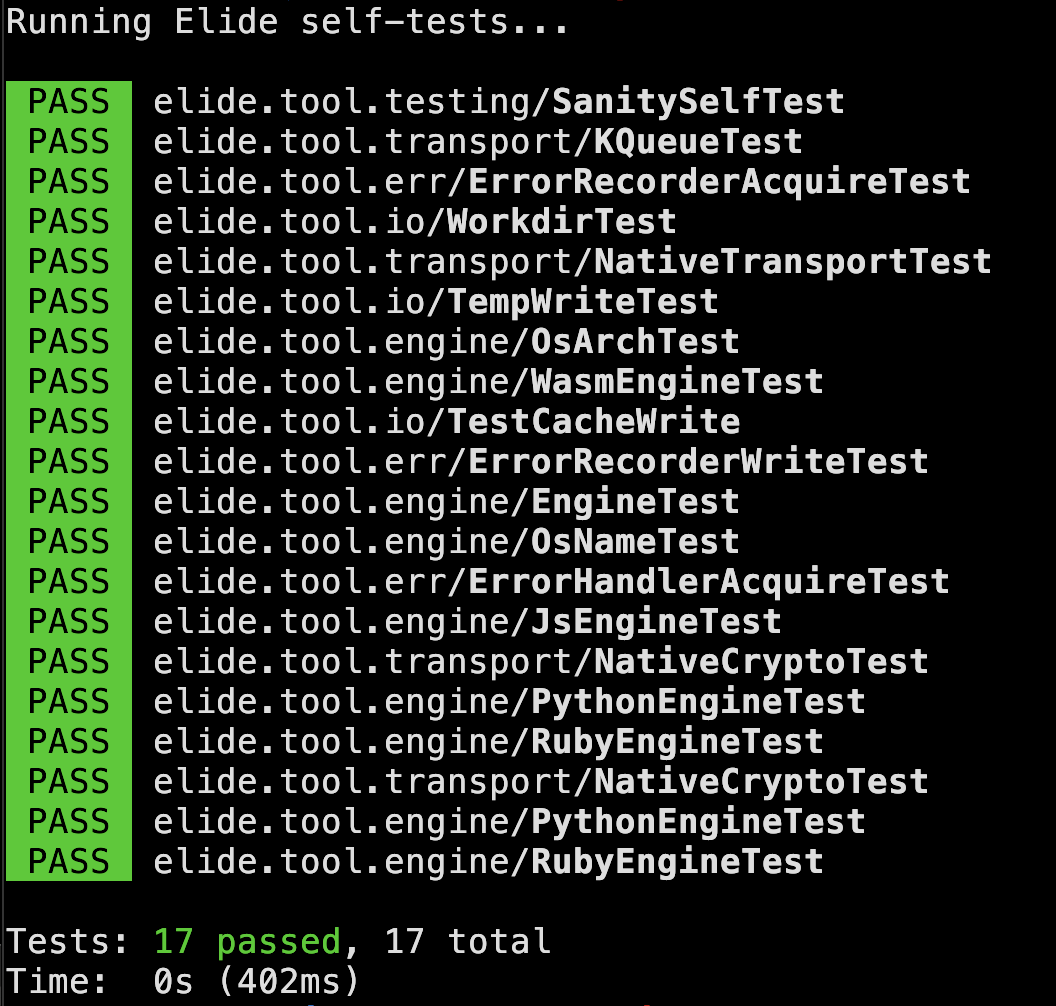 Running Elide self-tests...
PASS elide.tool.testing/SanitySelfTest
PASS elide.tool.transport/KQueueTest
PASS elide.tool.err/ErrorRecorderAcquireTest
PASS elide.tool.io/WorkdirTest
PASS elide.tool.transport/NativeTransportTest
PASS elide.tool.io/TempWriteTest
PASS elide.tool.engine/OsArchTest
PASS elide.tool.engine/WasmEngineTest
PASS elide.tool.io/TestCacheWrite
PASS elide.tool.err/ErrorRecorderWriteTest
PASS elide.tool.engine/EngineTest
PASS elide.tool.engine/OsNameTest
PASS elide.tool.err/ErrorHandlerAcquireTest
PASS elide.tool.engine/JsEngineTest
PASS elide.tool.transport/NativeCryptoTest
PASS elide.tool.engine/PythonEngineTest
PASS elide.tool.engine/RubyEngineTest
PASS elide.tool.transport/NativeCryptoTest
PASS elide.tool.engine/PythonEngineTest
PASS elide.tool.engine/RubyEngineTest
Tests: 17 passed, 17 total
Time: 0s (402ms)